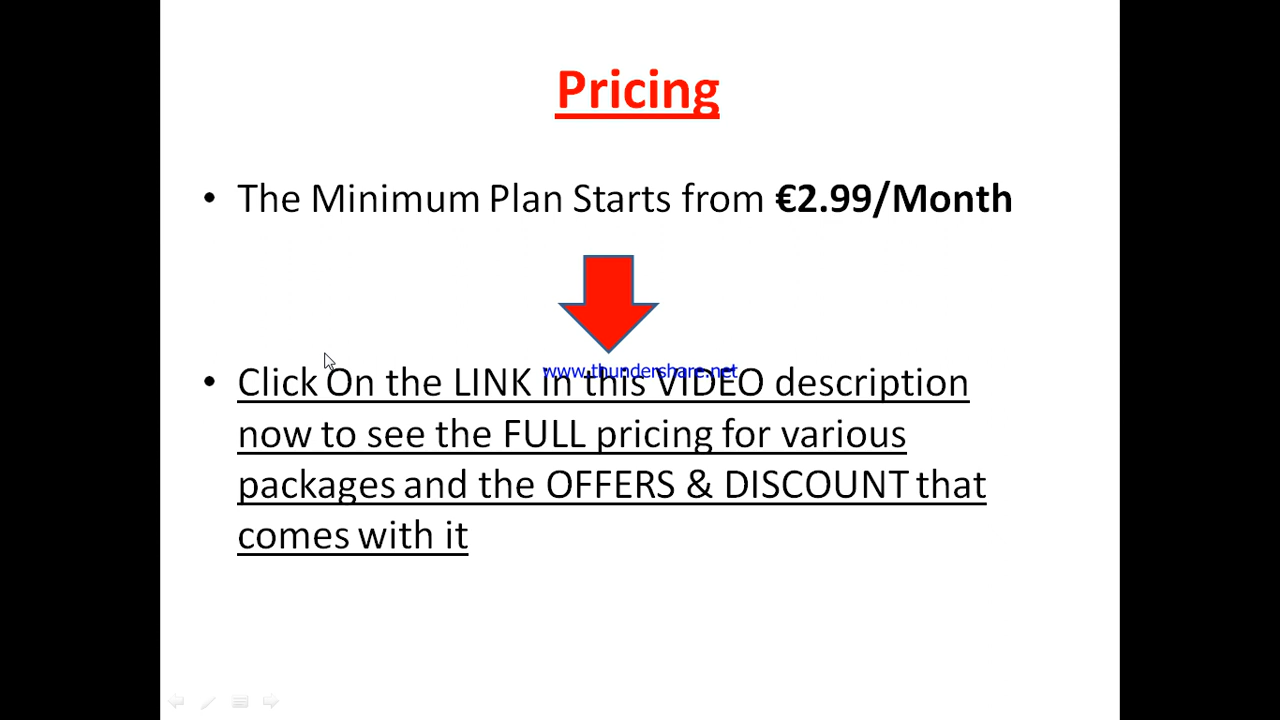 Pricing
• The Minimum Plan Starts from €2.99/Month
www.thundershare.net
• Click On the LINK in this VIDEO description
now to see the FULL pricing for various
packages and the OFFERS & DISCOUNT that
comes with it